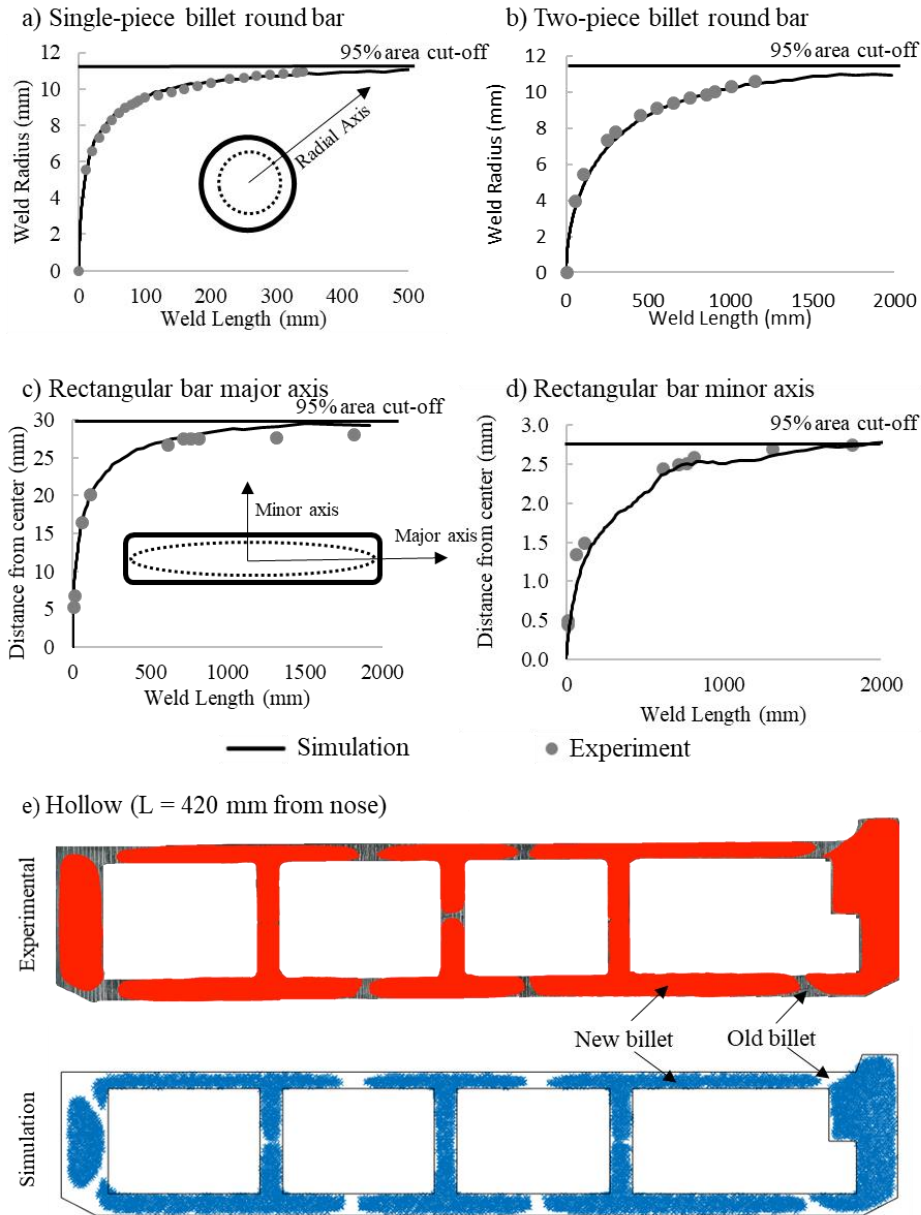 a) Single-piece billet round bar
95% area cut-off
Weld Radius (mm)
12
10
8
6
4
2
0
Radial Axis
0 100 200 300 400 500
Weld Length (mm)
b) Two-piece billet round bar
95% area cut-off
Weld Radius (mm)
12
10
8
6
4
2
0
0 500 1000 1500 2000
Weld Length (mm)
c) Rectangular bar major axis
95% area cut-off
Distance from center (mm)
30
25
20
15
10
5
0
Minor axis
Major axis
0 500 1000 1500 2000
Weld Length (mm)
d) Rectangular bar minor axis
95% area cut-off
Distance from center (mm)
3.0
2.5
2.0
1.5
1.0
0.5
0.0
0 1000 2000
Weld Length (mm)
Simulation
Experiment
e) Hollow (L = 420 mm from nose)
Experimental
New billet
Old billet
Simulation